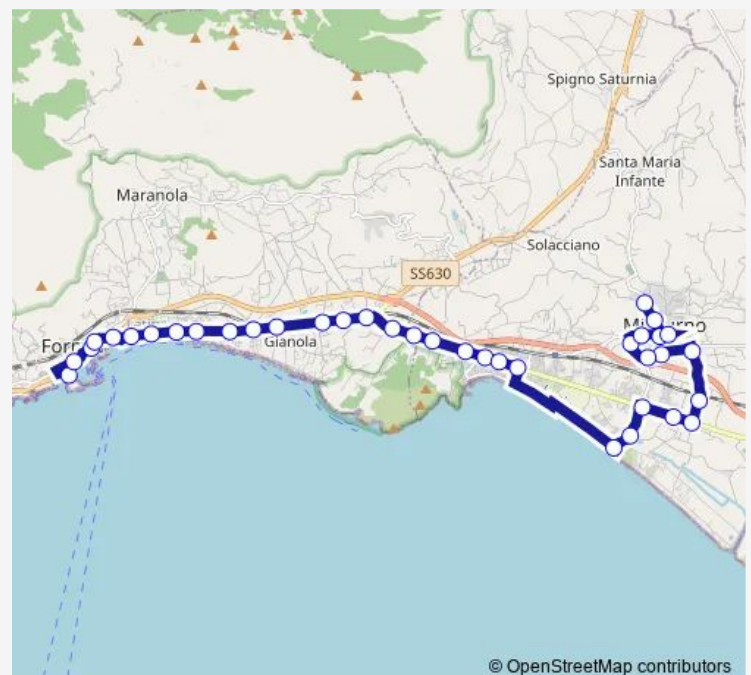 Spigno Saturnia
Santa Maria
Infante
Maranola
Solacciano
SS630
Gianola
© OpenStreetMap contributors